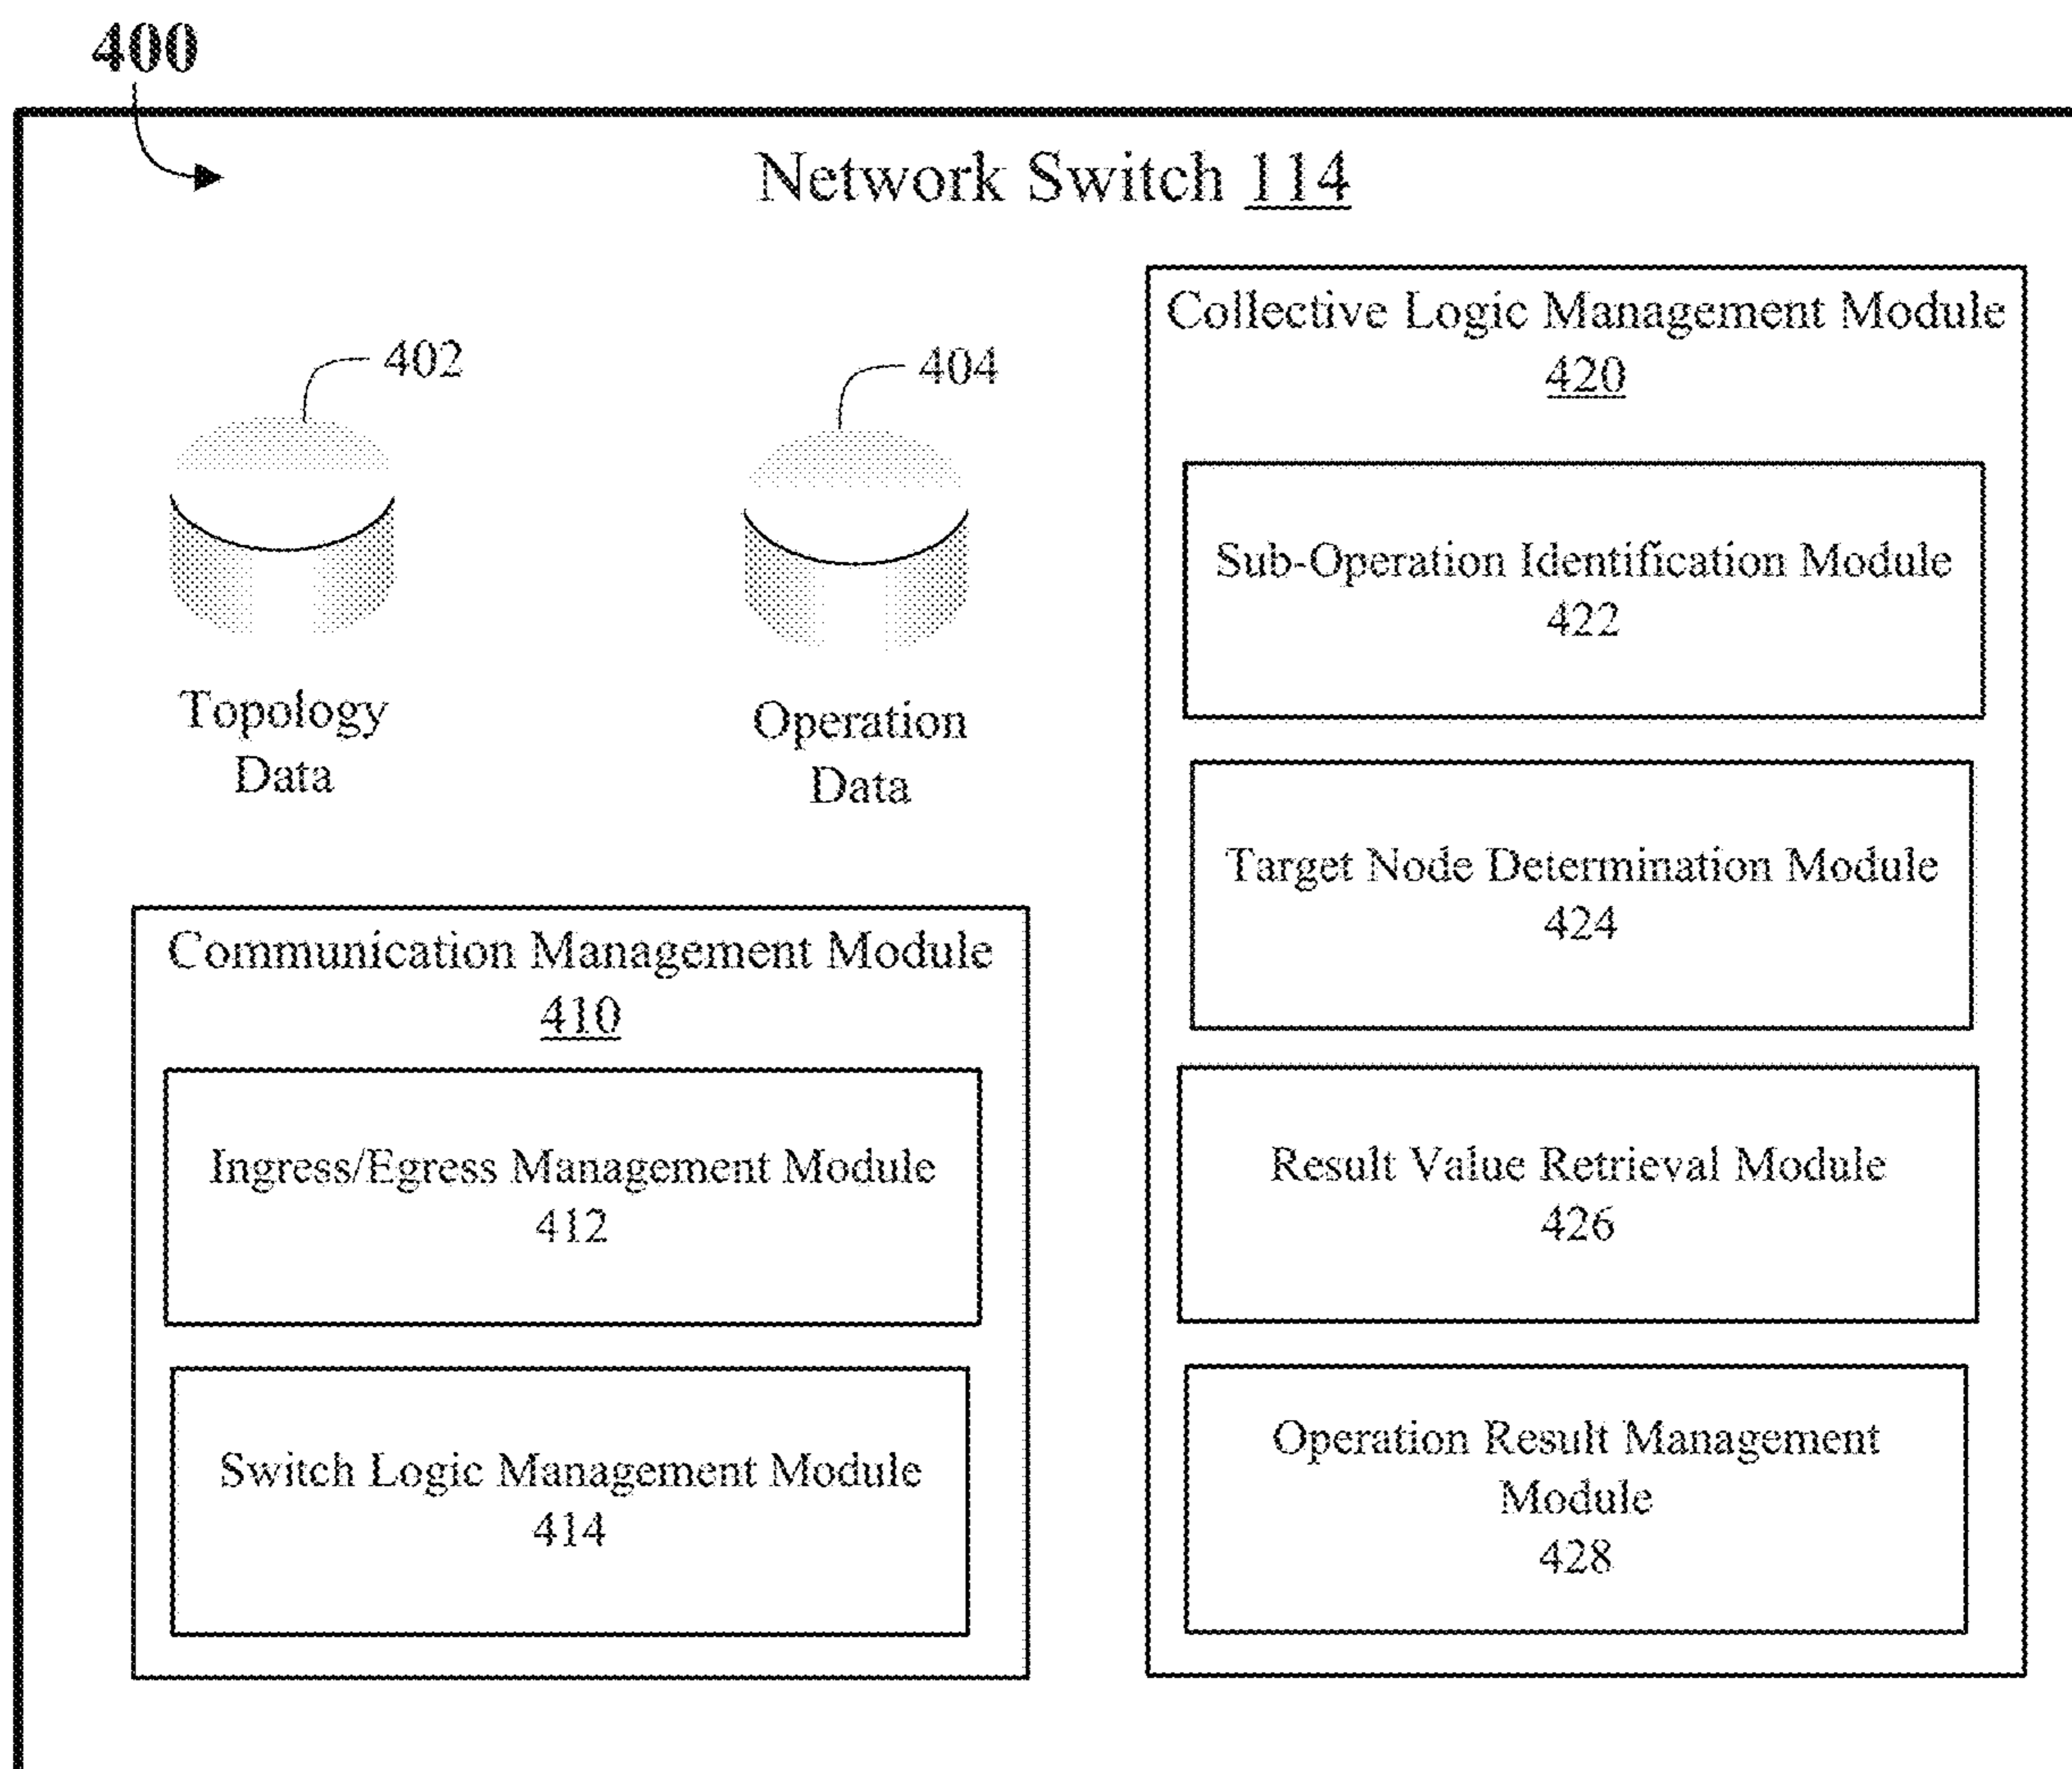 400
Network Switch 114
402
404
Topology
Data
Operation
Data
Communication Management Module
410
Ingress/Egress Management Module
412
Switch Logic Management Module
414
Collective Logic Management Module
420
Sub-Operation Identification Module
422
Target Node Determination Module
424
Result Value Retrieval Module
426
Operation Result Management
Module
428